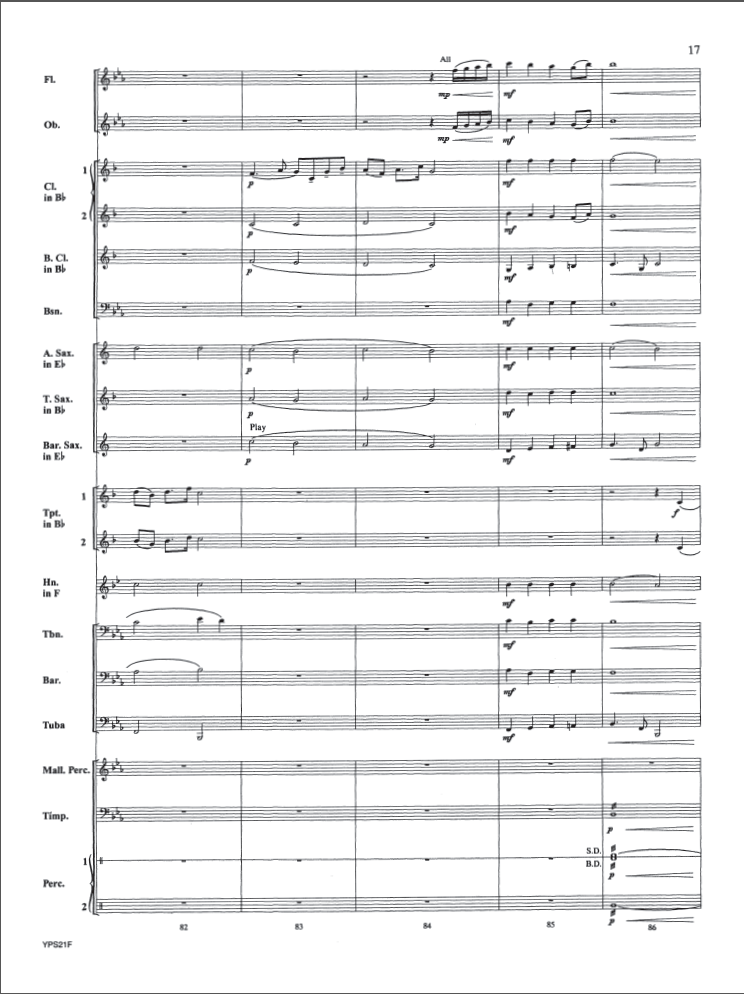 17
All
Fl.
mp mf
Ob.
mp mf
1
Cl.
in B♭
p mf
2
p mf
B. Cl.
in B♭
p mf
Bsn.
mf
A. Sax.
in E♭
p mf
T. Sax.
in B♭
p mf
Play
Bar. Sax.
in E♭
p mf
1
Tpt.
in B♭
f
2
Hn.
in F
mf
Tbn.
mf
Bar.
mf
Tuba
mf
Mall. Perc.
Timp.
p
S.D.
1
B.D.
p
Perc.
2
p
82 83 84 85 86
YPS21F